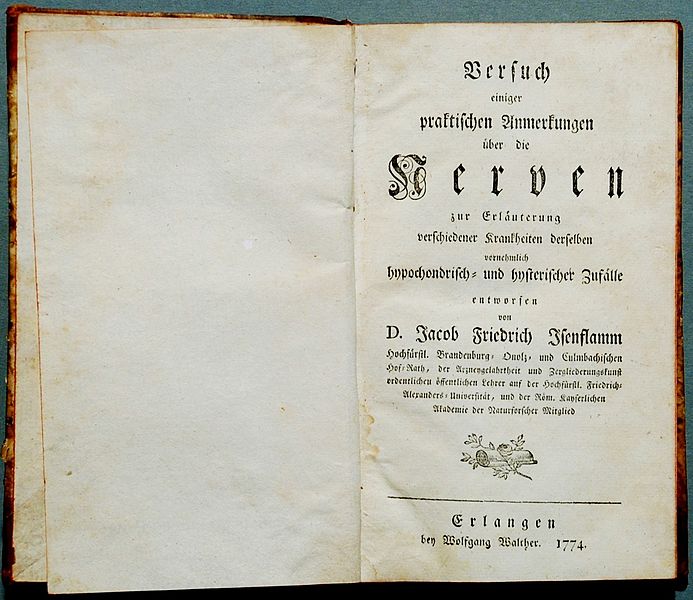 Versuch
einiger
praktischen Anmerkungen
über die
Nerven
zur Erläuterung
verschiedener Krankheiten derselben
vornehmlich
hypochondrisch- und hysterischer Zufälle
entworfen
von
D. Jacob Friedrich Isenflamm
Hochfürstl. Brandenburg- Onolz- und Culmbachischen
Hof-Rath, der Arzneygelahrtheit und Zergliederungskunst
ordentlichen öffentlichen Lehrer auf der Hochfürstl. Friedrich-
Alexanders-Universität, und der Röm. Kayserlichen
Akademie der Naturforscher Mitglied
Erlangen
bey Wolfgang Walther. 1774.